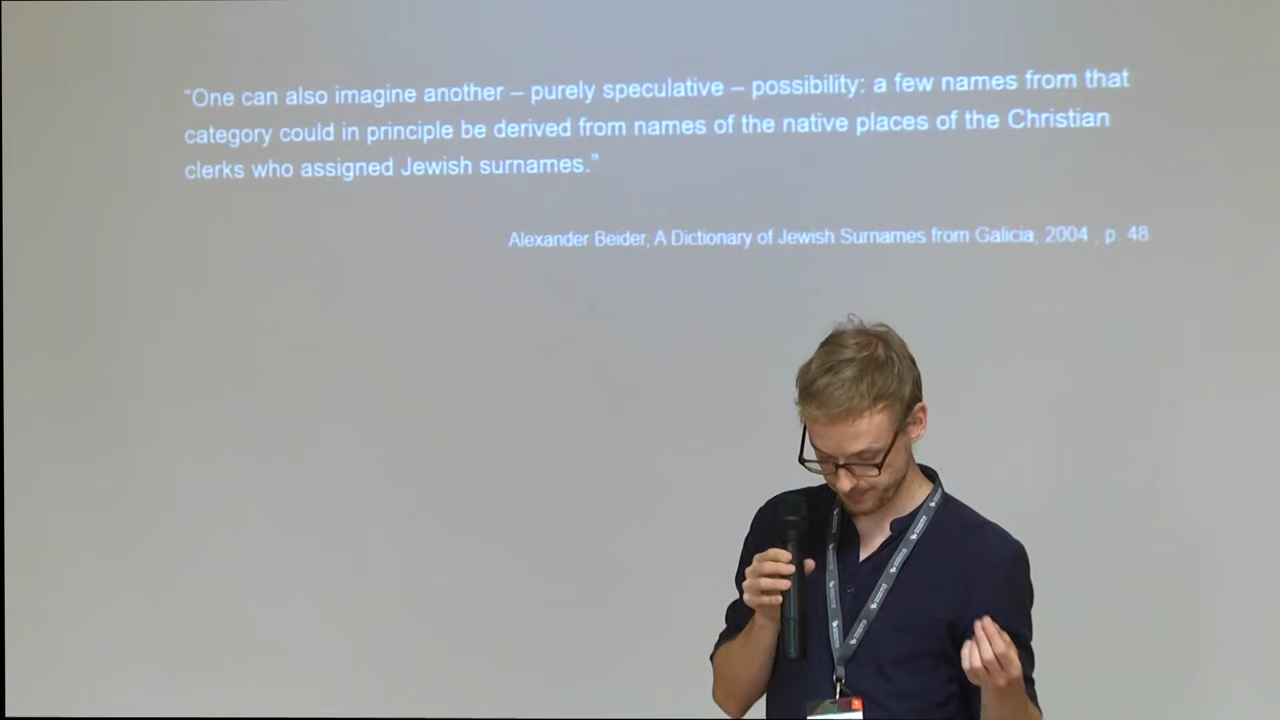 “One can also imagine another – purely speculative – possibility: a few names from that
category could in principle be derived from names of the native places of the Christian
clerks who assigned Jewish surnames.”
Alexander Beider, A Dictionary of Jewish Surnames from Galicia, 2004 , p. 48